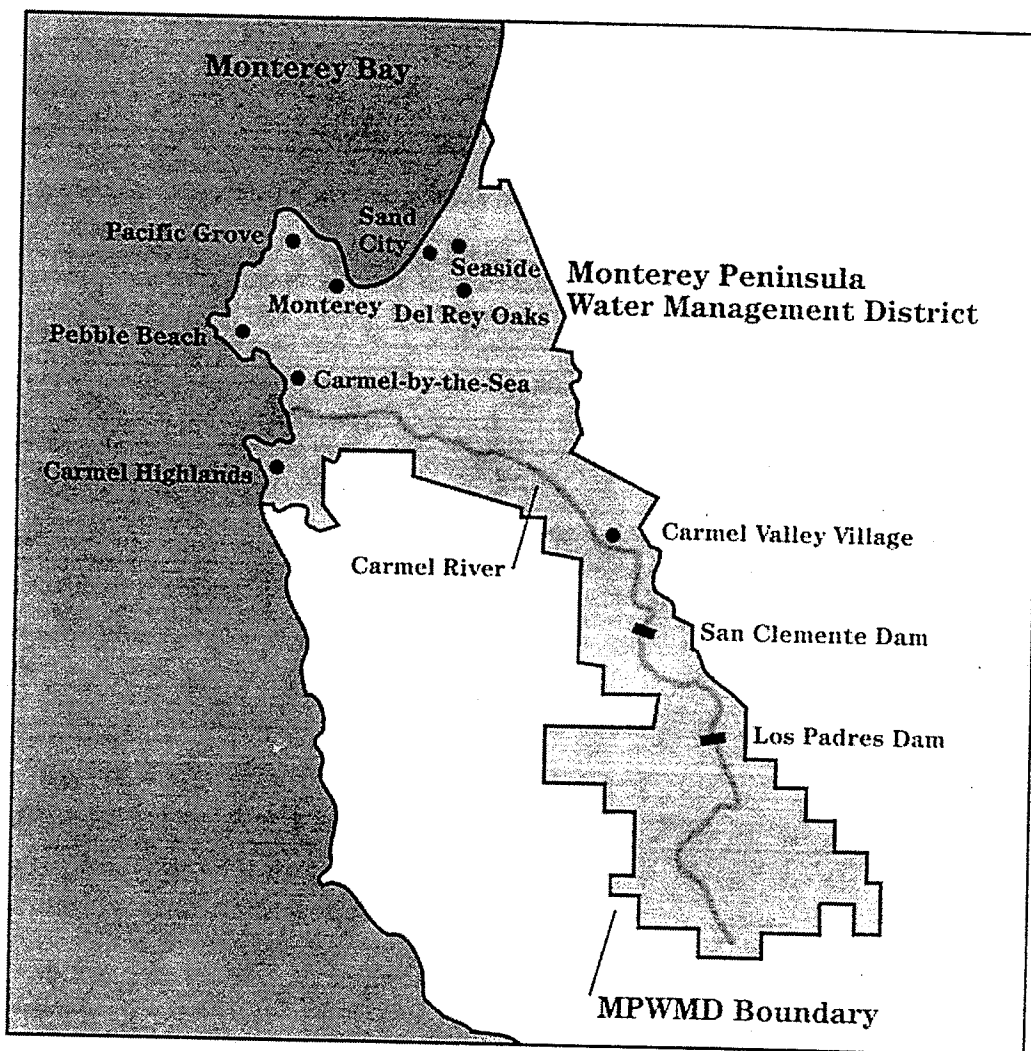 Monterey Bay
Pacific Grove
Sand
City
Seaside
Monterey
Del Rey Oaks
Monterey Peninsula
Water Management District
Pebble Beach
Carmel-by-the-Sea
Carmel Highlands
Carmel Valley Village
Carmel River
San Clemente Dam
Los Padres Dam
MPWMD Boundary